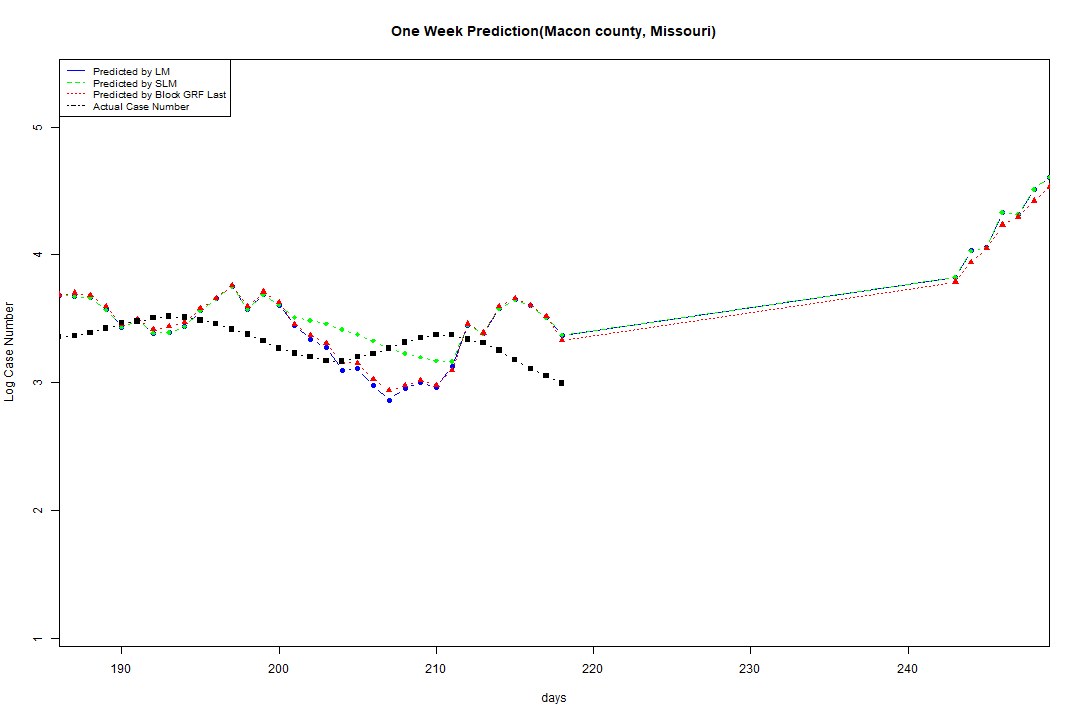 One Week Prediction(Macon county, Missouri)
Predicted by LM
Predicted by SLM
Predicted by Block GRF Last
Actual Case Number
5
4
3
2
1
Log Case Number
190 200 210 220 230 240
days